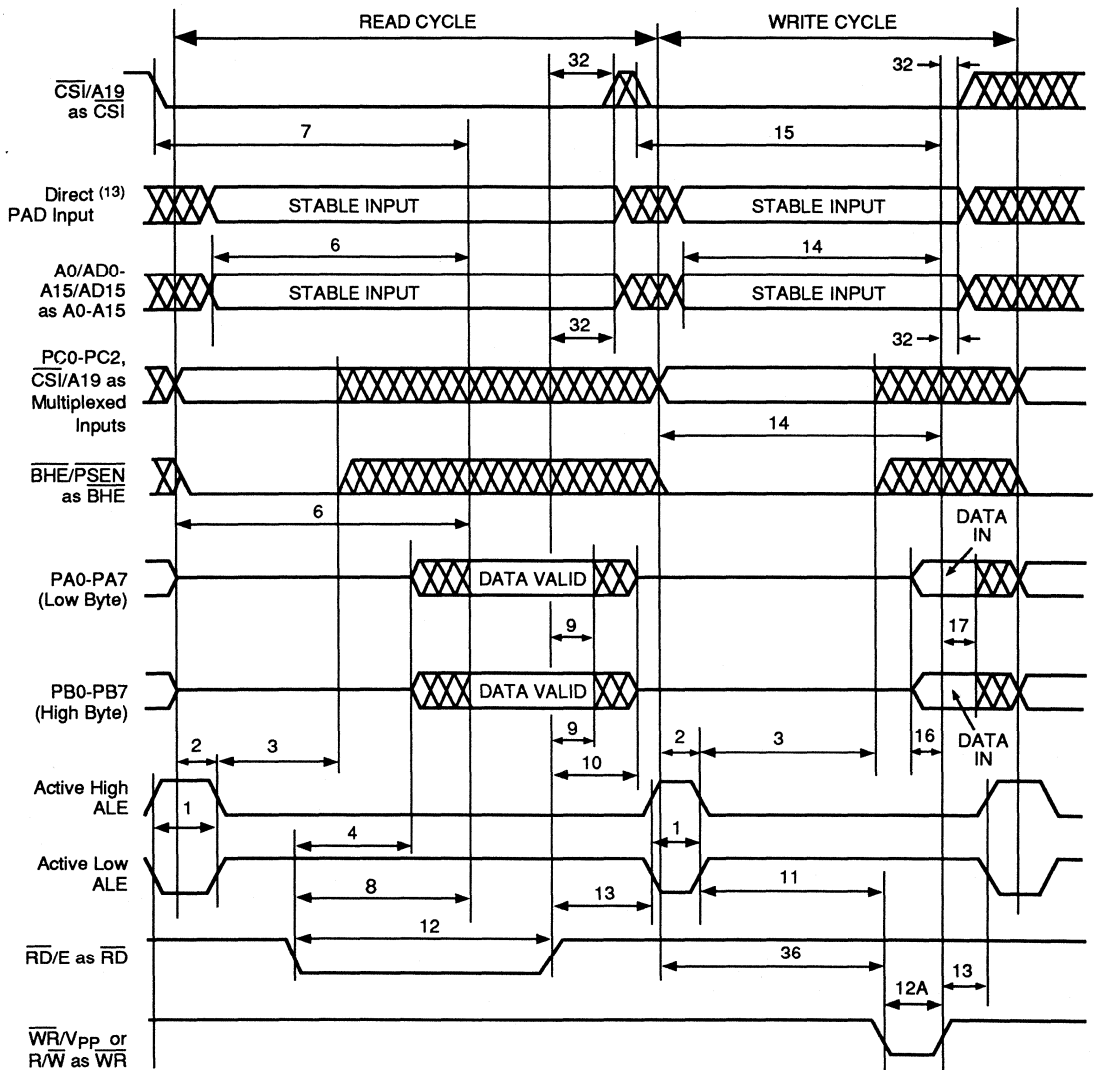 READ CYCLE
WRITE CYCLE
32
32
CSI/A19
as CSI
7
15
Direct (13)
PAD Input
STABLE INPUT
STABLE INPUT
6
14
A0/AD0-
A15/AD15
as A0-A15
STABLE INPUT
STABLE INPUT
32
32
PC0-PC2,
CSI/A19 as
Multiplexed
Inputs
14
BHE/PSEN
as BHE
6
DATA
IN
PA0-PA7
(Low Byte)
DATA VALID
9
17
PB0-PB7
(High Byte)
DATA VALID
9
16
DATA
IN
2
3
10
2
3
Active High
ALE
1
4
1
Active Low
ALE
8
13
11
12
RD/E as RD
36
12A
13
WR/VPP or
R/W as WR